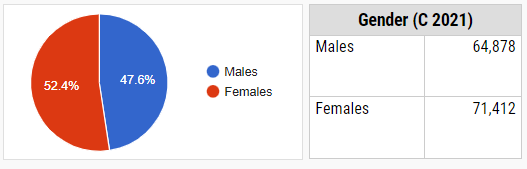 52.4%
47.6%
Males
Females
Gender (C 2021)
Males 64,878
Females 71,412